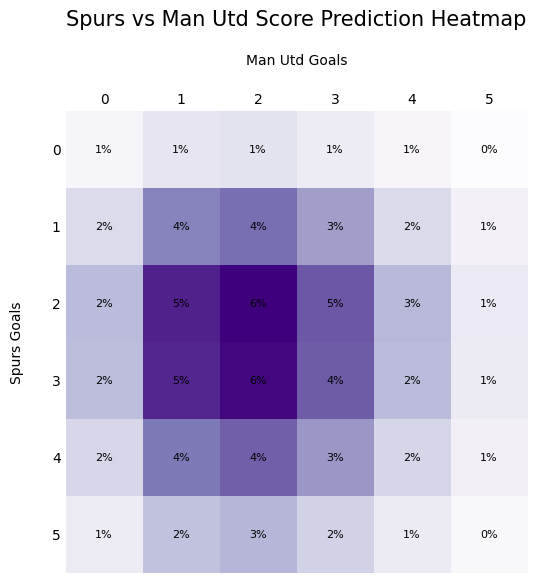 Spurs vs Man Utd Score Prediction Heatmap
Man Utd Goals
0 1 2 3 4 5
0 1% 1% 1% 1% 1% 0%
1 2% 4% 4% 3% 2% 1%
2 2% 5% 6% 5% 3% 1%
3 2% 5% 6% 4% 2% 1%
4 2% 4% 4% 3% 2% 1%
5 1% 2% 3% 2% 1% 0%
Spurs Goals